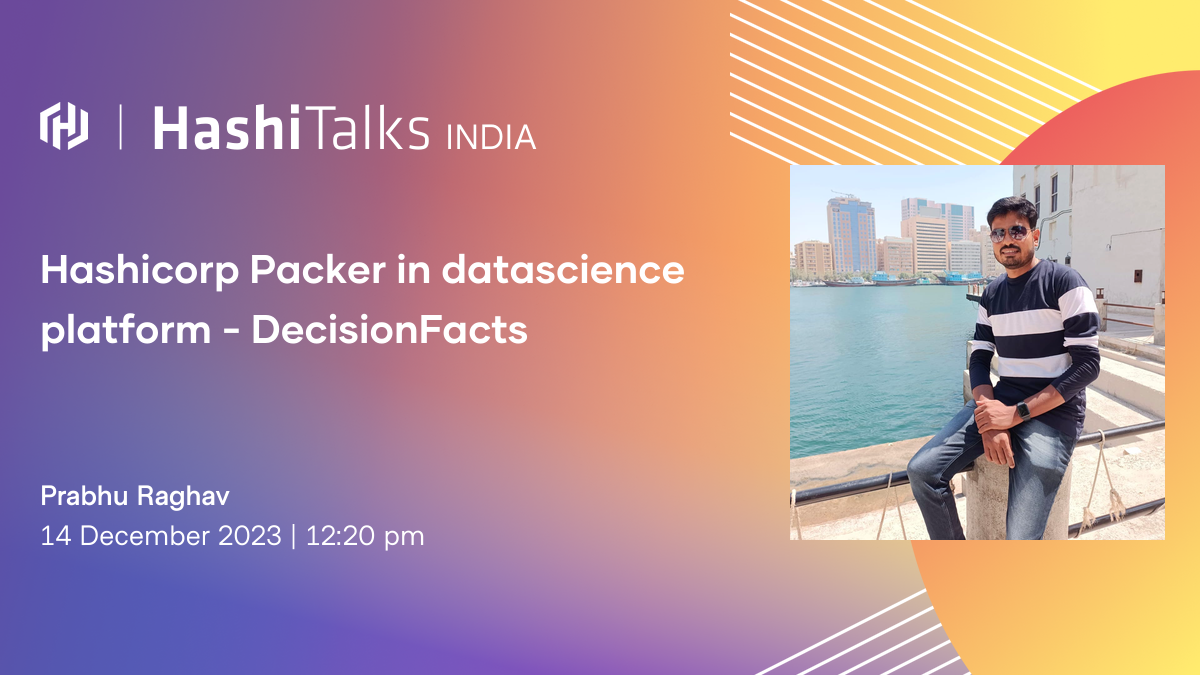 HashiTalks INDIA
Hashicorp Packer in datascience
platform - DecisionFacts
Prabhu Raghav
14 December 2023 | 12:20 pm